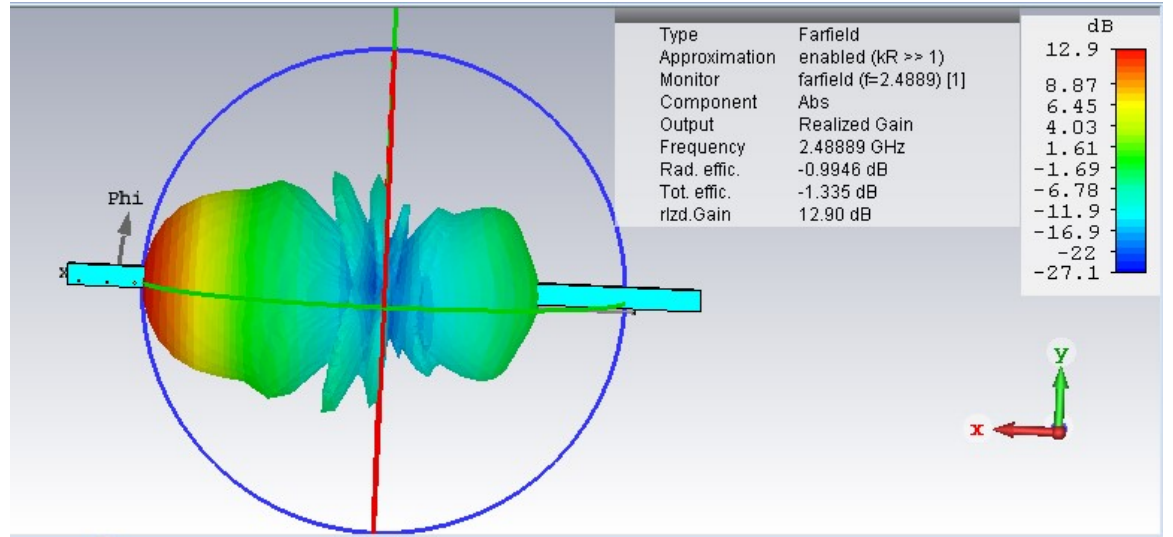 Type Farfield
Approximation enabled (kR >> 1)
Monitor farfield (f=2.4889) [1]
Component Abs
Output Realized Gain
Frequency 2.48889 GHz
Rad. effic. -0.9946 dB
Tot. effic. -1.335 dB
rlzd.Gain 12.90 dB
dB
12.9
8.87
6.45
4.03
1.61
-1.69
-6.78
-11.9
-16.9
-22
-27.1
Phi
x
y
x